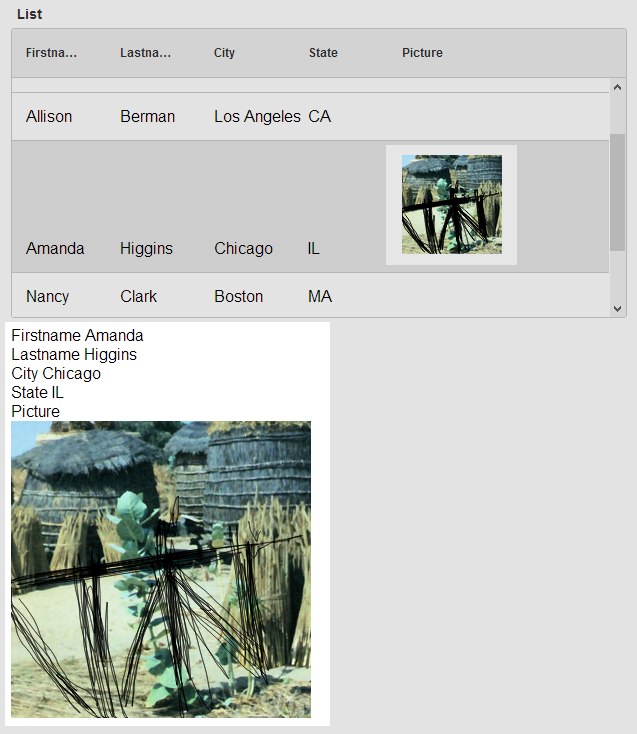 List
Firstna... Lastna... City State Picture
Allison Berman Los Angeles CA
Amanda Higgins Chicago IL
Nancy Clark Boston MA
Firstname Amanda
Lastname Higgins
City Chicago
State IL
Picture